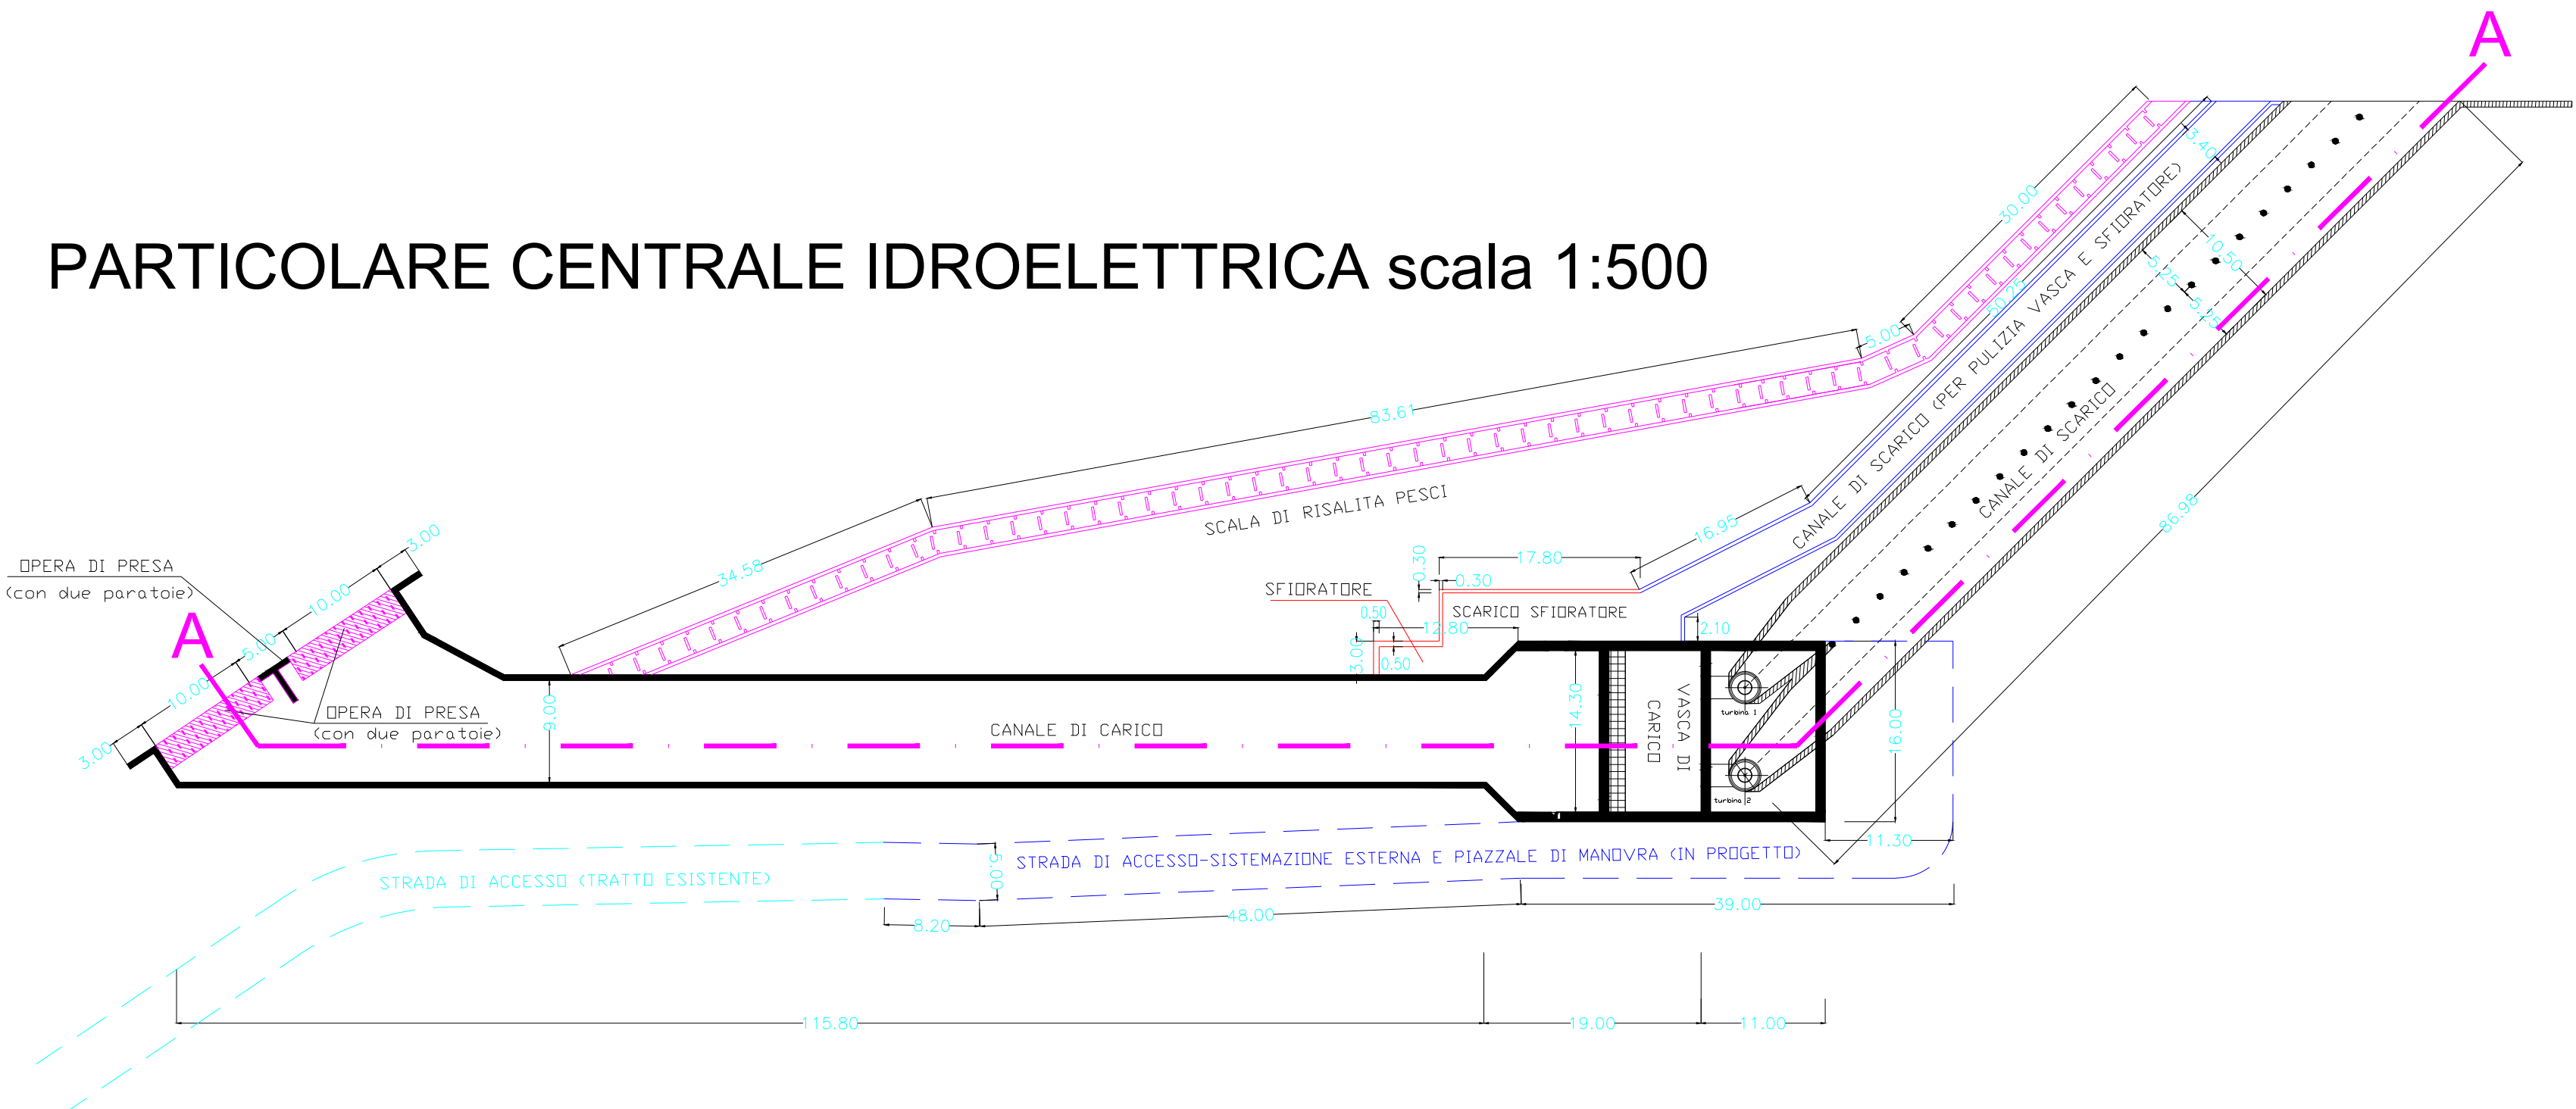 A
PARTICOLARE CENTRALE IDROELETTRICA scala 1:500
3.40
30.00
50.25
CANALE DI SCARICO (PER PULIZIA VASCA E SFIORATORE)
10.50
5.25
5.25
5.00
83.61
CANALE DI SCARICO
86.98
SCALA DI RISALITA PESCI
34.58
16.95
17.80
0.30
0.30
SFIORATORE
SCARICO SFIORATORE
0.50
12.80
3.00
0.50
2.10
OPERA DI PRESA
(con due paratoie)
3.00
10.00
5.00
10.00
3.00
A
OPERA DI PRESA
(con due paratoie)
9.00
CANALE DI CARICO
14.30
VASCA DI
CARICO
turbina 1
turbina 2
16.00
11.30
STRADA DI ACCESSO (TRATTO ESISTENTE)
5.00
STRADA DI ACCESSO-SISTEMAZIONE ESTERNA E PIAZZALE DI MANOVRA (IN PROGETTO)
8.20
48.00
39.00
115.80
19.00
11.00